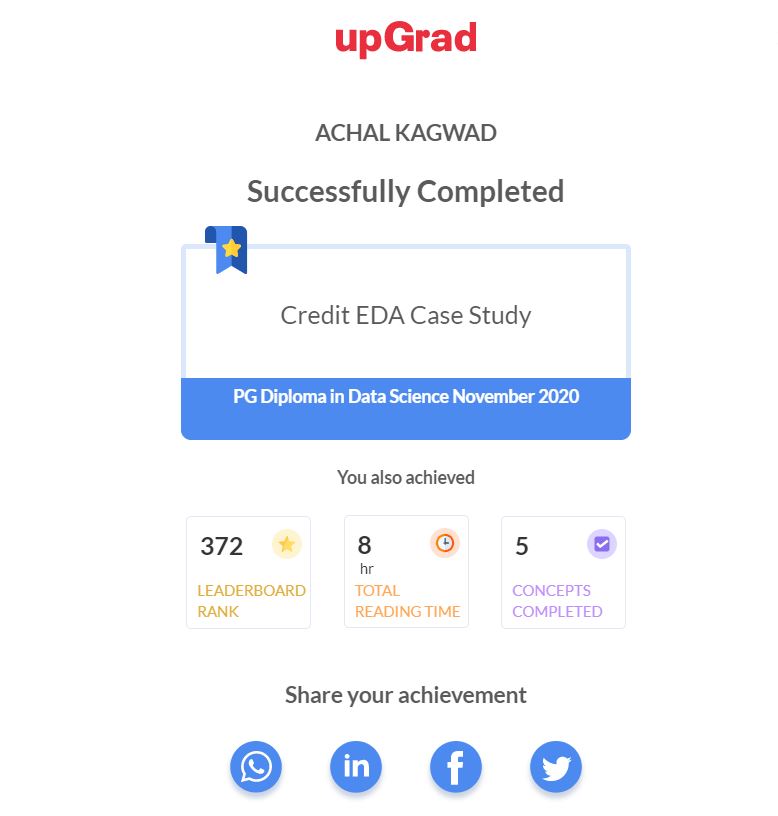 upGrad
ACHAL KAGWAD
Successfully Completed
Credit EDA Case Study
PG Diploma in Data Science November 2020
You also achieved
372
LEADERBOARD
RANK
8
hr
TOTAL
READING TIME
5
CONCEPTS
COMPLETED
Share your achievement
in
f